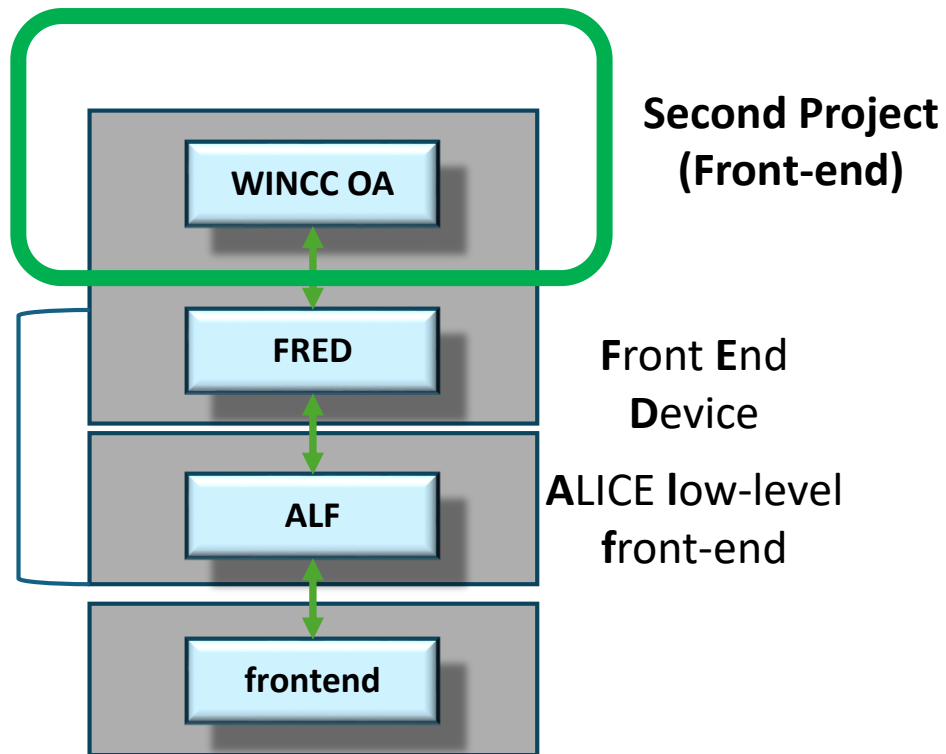 Second Project
(Front-end)
WINCC OA
FRED
Front End
Device
ALF
ALICE low-level
front-end
frontend